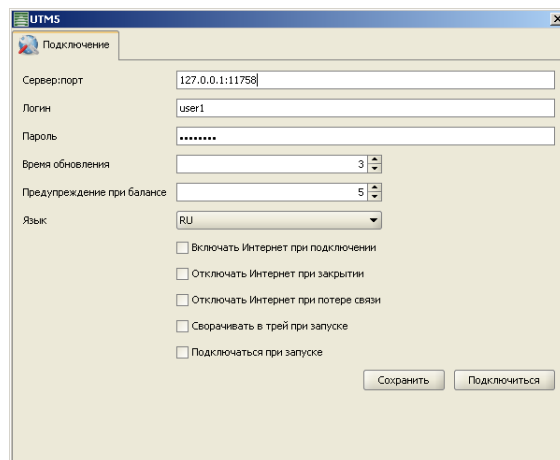 UTM5
Подключение
Сервер:порт 127.0.0.1:11758
Логин user1
Пароль ••••••••
Время обновления 3
Предупреждение при балансе 5
Язык RU
Включать Интернет при подключении
Отключать Интернет при закрытии
Отключать Интернет при потере связи
Сворачивать в трей при запуске
Подключаться при запуске
Сохранить Подключиться